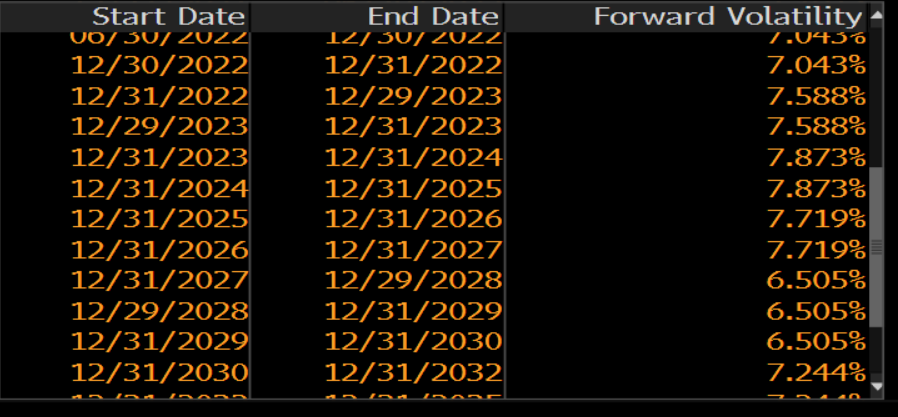 Start Date End Date Forward Volatility
06/30/2022 12/30/2022 7.043%
12/30/2022 12/31/2022 7.043%
12/31/2022 12/29/2023 7.588%
12/29/2023 12/31/2023 7.588%
12/31/2023 12/31/2024 7.873%
12/31/2024 12/31/2025 7.873%
12/31/2025 12/31/2026 7.719%
12/31/2026 12/31/2027 7.719%
12/31/2027 12/29/2028 6.505%
12/29/2028 12/31/2029 6.505%
12/31/2029 12/31/2030 6.505%
12/31/2030 12/31/2032 7.244%